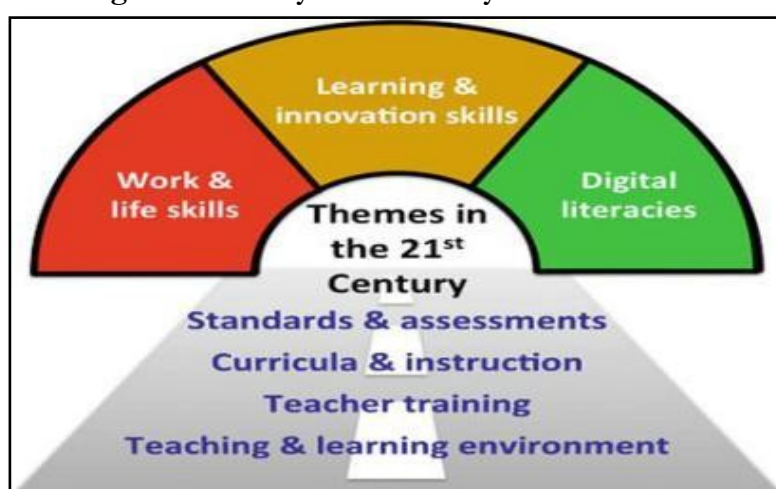 Learning &
innovation skills
Work &
life skills
Digital
literacies
Themes in
the 21st
Century
Standards & assessments
Curricula & instruction
Teacher training
Teaching & learning environment